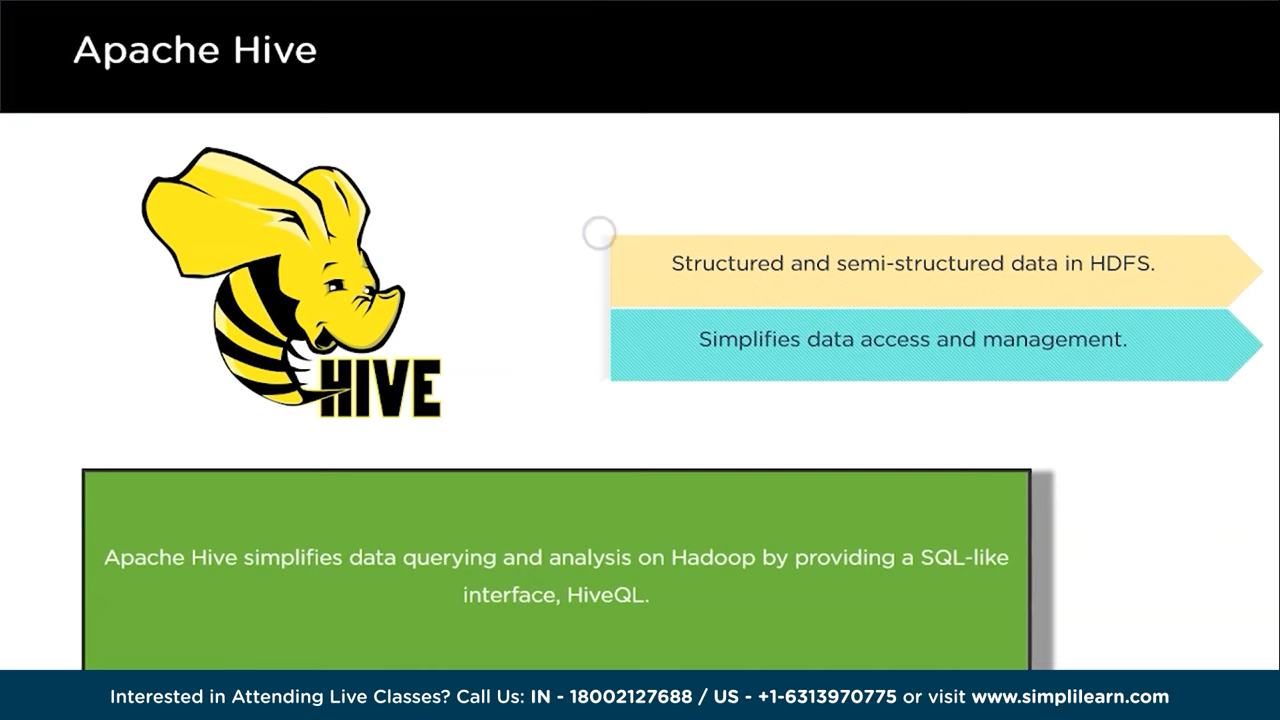 Apache Hive
HIVE
Structured and semi-structured data in HDFS.
Simplifies data access and management.
Apache Hive simplifies data querying and analysis on Hadoop by providing a SQL-like
interface, HiveQL.
Interested in Attending Live Classes? Call Us: IN - 18002127688 / US - +1-6313970775 or visit www.simplilearn.com